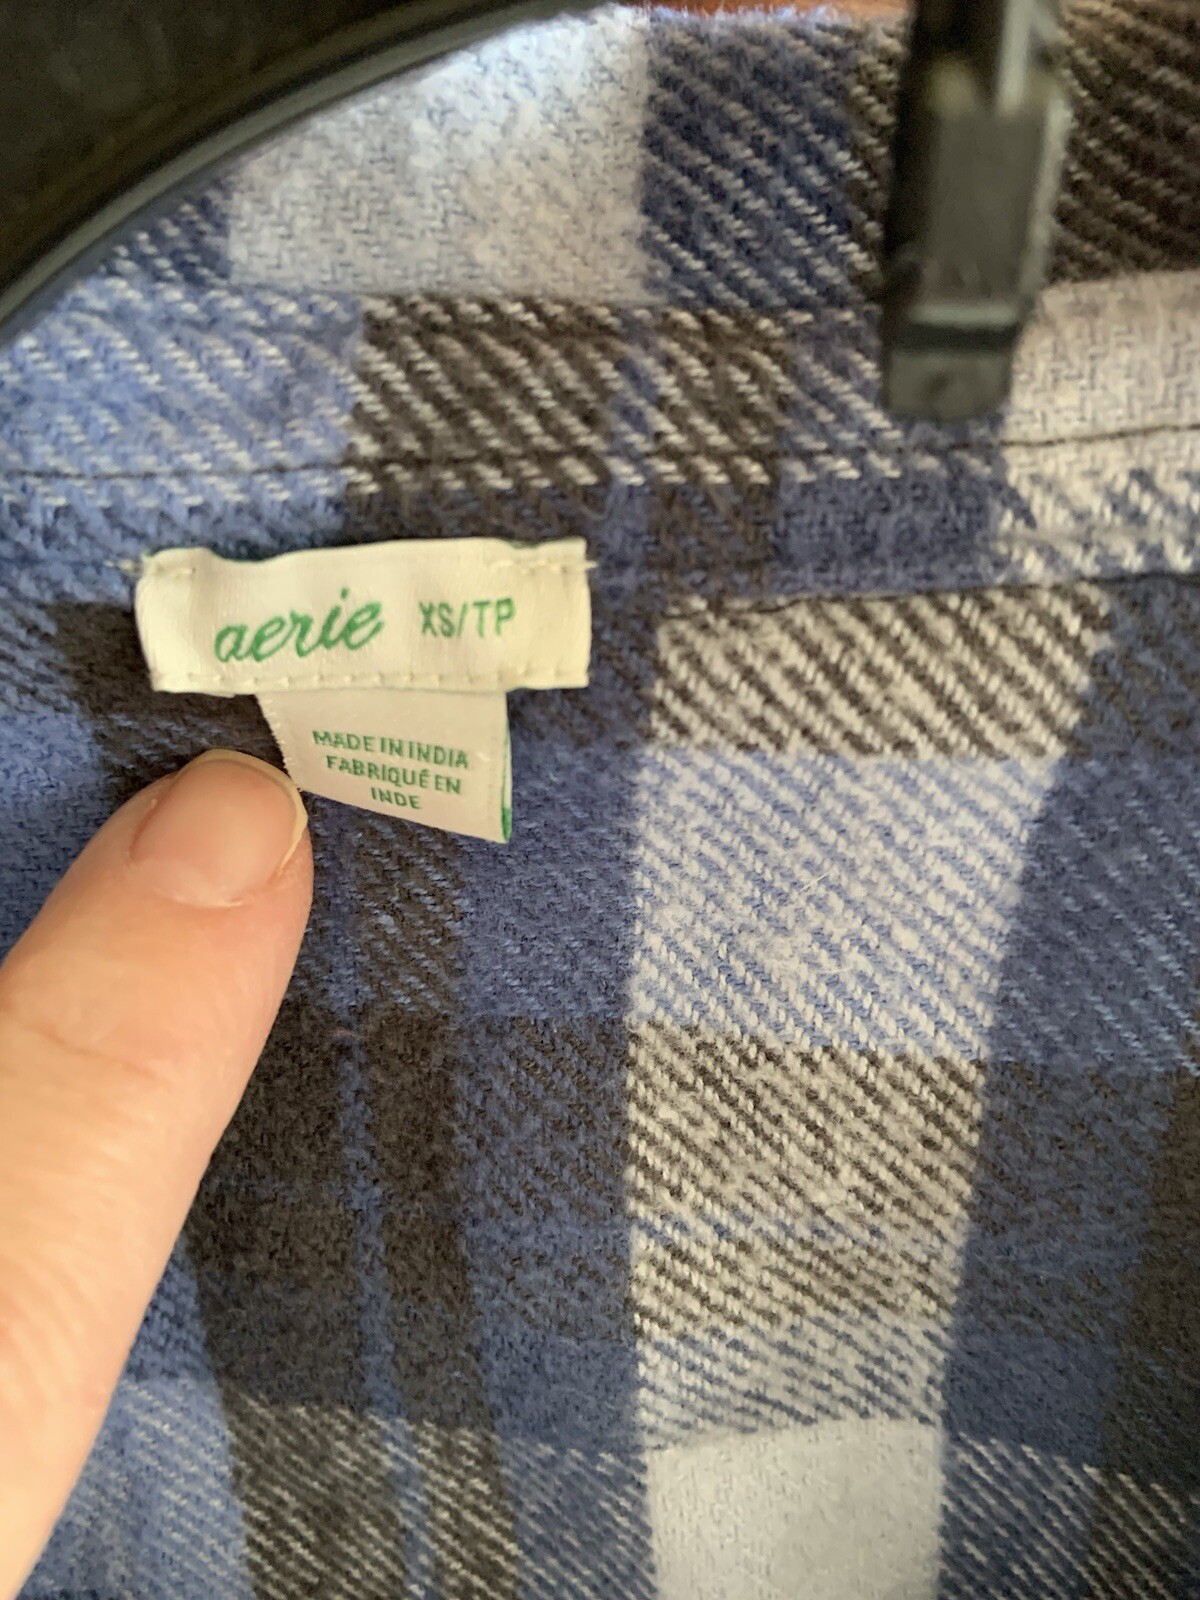 aerie XS/TP
MADE IN INDIA
FABRIQUÉ EN
INDE